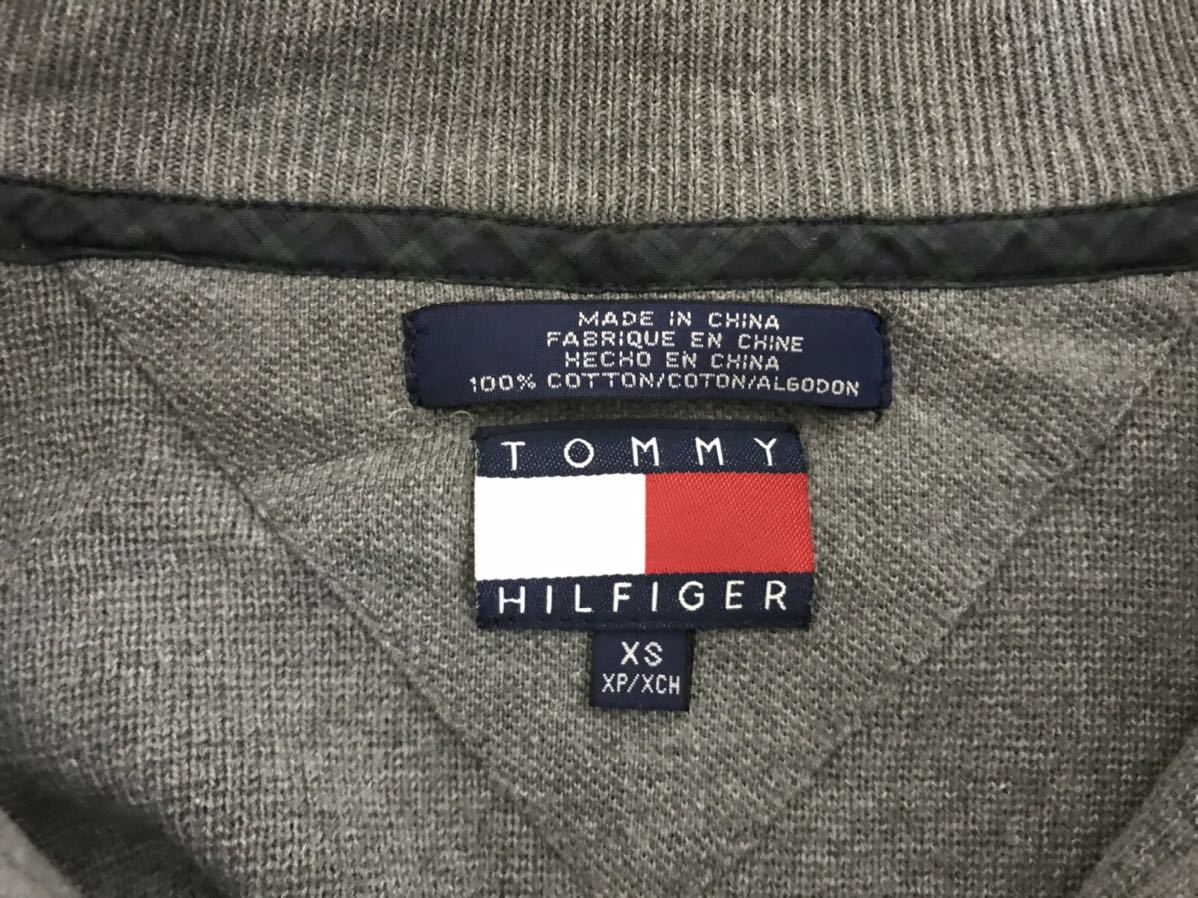 MADE IN CHINA
FABRIQUE EN CHINE
HECHO EN CHINA
100% COTTON/COTON/ALGODON
TOMMY
HILFIGER
XS
XP/XCH